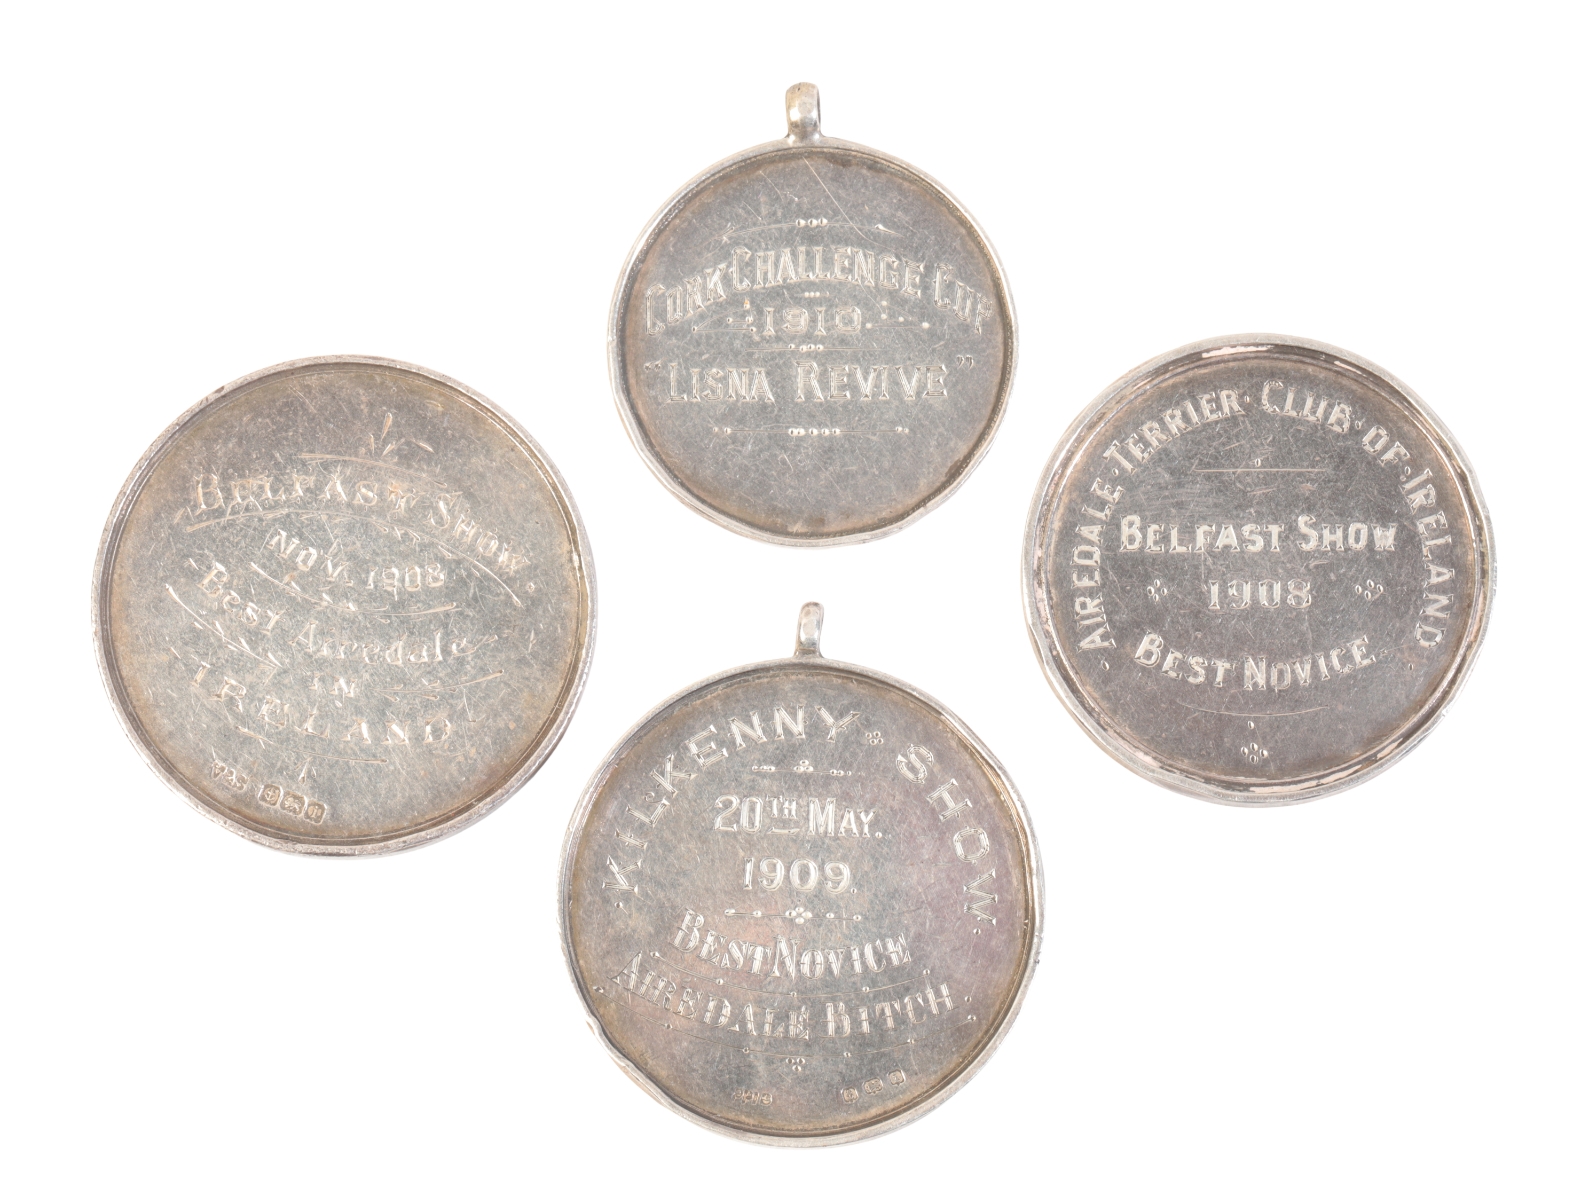 CORK CHALLENGE CUP
1910
"LISNA REVIVE"
BELFAST SHOW
NOV. 1908
Best Airedale
IN
IRELAND
AIREDALE · TERRIER · CLUB · OF · IRELAND
BELFAST SHOW
1908
BEST NOVICE
· KILKENNY SHOW ·
20TH MAY.
1909.
BEST NOVICE
AIREDALE BITCH